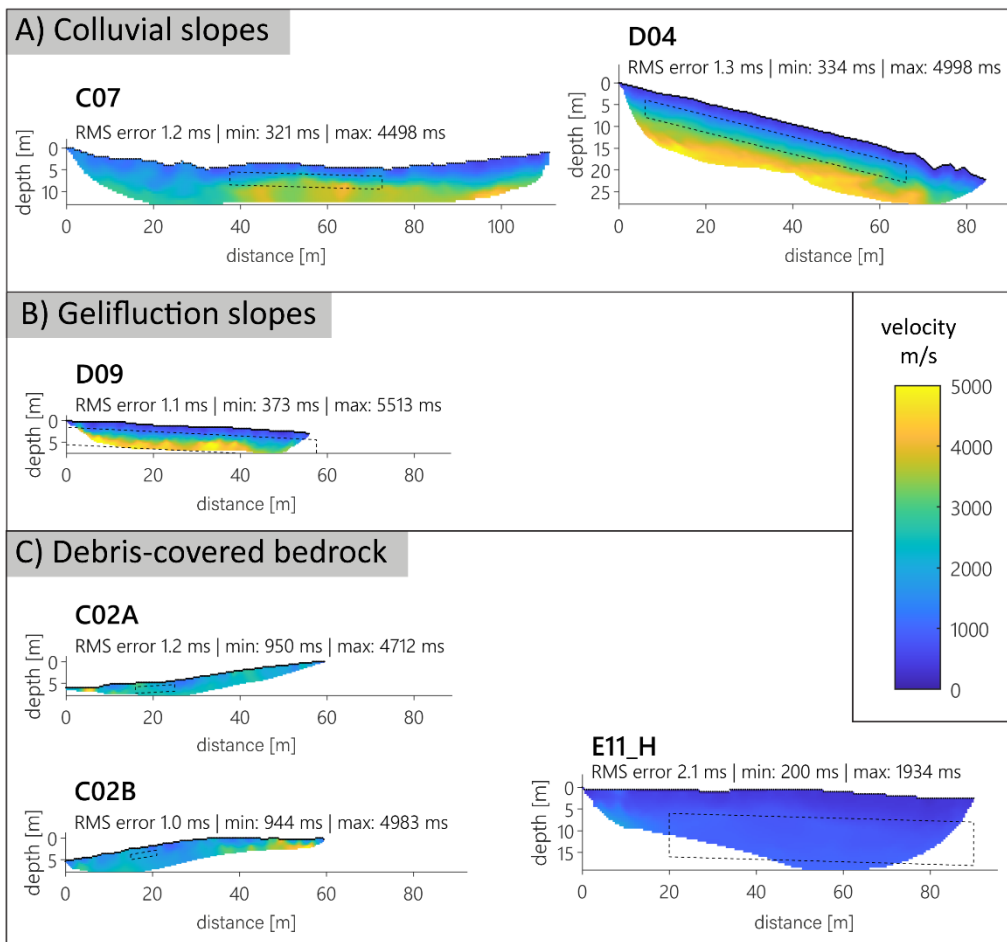 A) Colluvial slopes
C07
RMS error 1.2 ms | min: 321 ms | max: 4498 ms
depth [m]
0
5
10
0 20 40 60 80 100
distance [m]
D04
RMS error 1.3 ms | min: 334 ms | max: 4998 ms
depth [m]
0
5
10
15
20
25
0 20 40 60 80
distance [m]
B) Gelifluction slopes
D09
RMS error 1.1 ms | min: 373 ms | max: 5513 ms
depth [m]
0
5
0 20 40 60 80
distance [m]
velocity
m/s
5000
4000
3000
2000
1000
0
C) Debris-covered bedrock
C02A
RMS error 1.2 ms | min: 950 ms | max: 4712 ms
depth [m]
0
5
0 20 40 60 80
distance [m]
C02B
RMS error 1.0 ms | min: 944 ms | max: 4983 ms
depth [m]
0
5
0 20 40 60 80
distance [m]
E11_H
RMS error 2.1 ms | min: 200 ms | max: 1934 ms
depth [m]
0
5
10
15
0 20 40 60 80
distance [m]